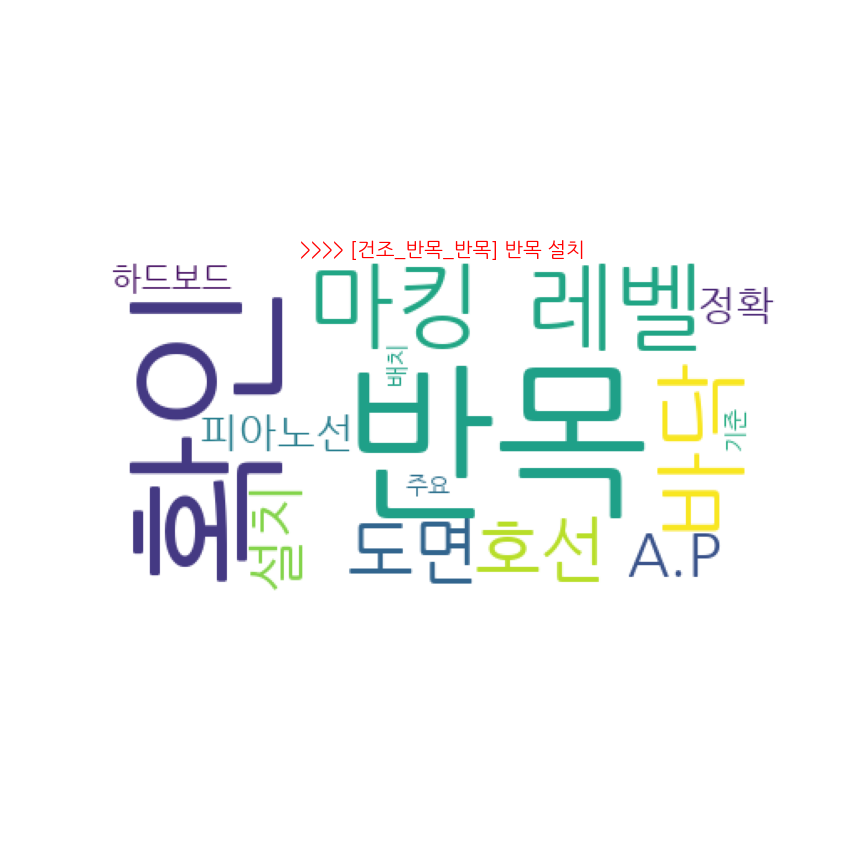 >>>> [건조_반목_반목] 반목 설치
하드보드
마킹 레벨
정확
확인
배치
반목
바닥
기준
피아노선
주요
설치
도면
호선
A.P